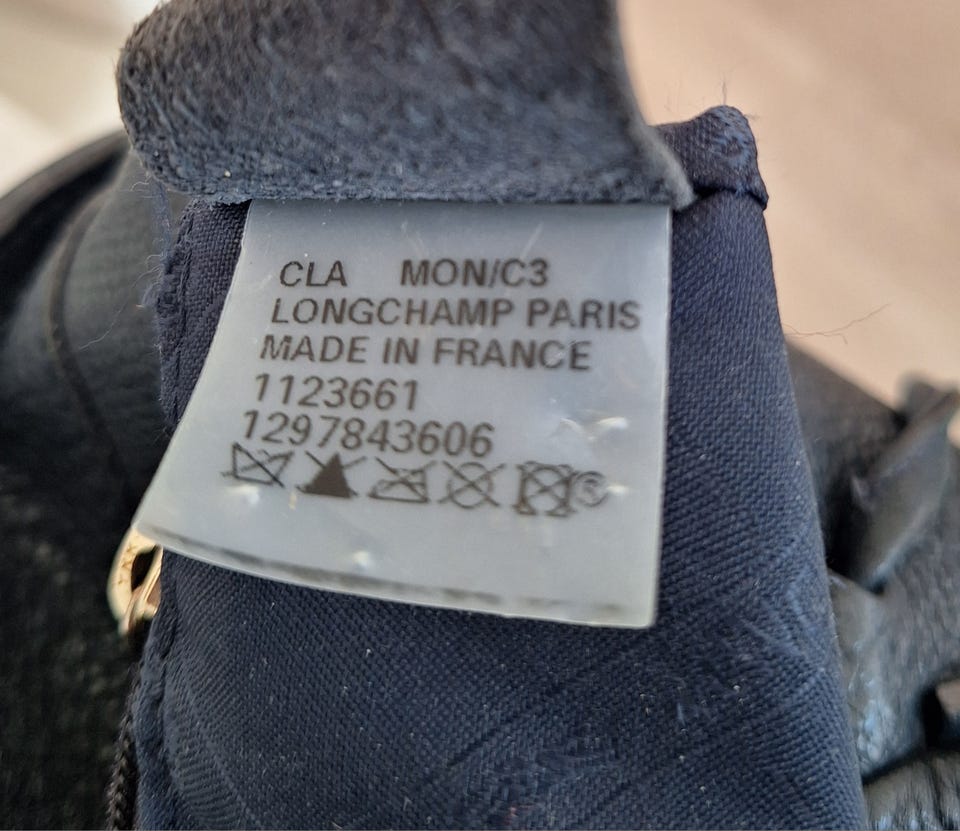 CLA MON/C3
LONGCHAMP PARIS
MADE IN FRANCE
1123661
1297843606